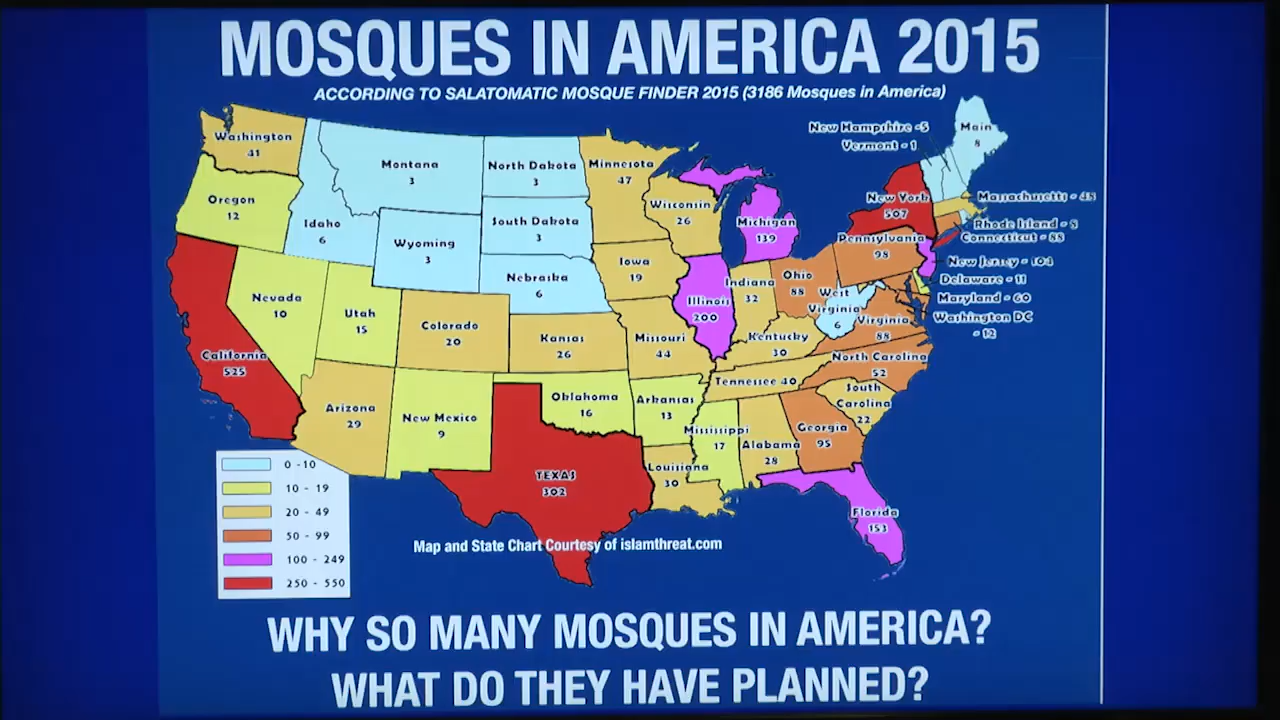 MOSQUES IN AMERICA 2015
ACCORDING TO SALATOMATIC MOSQUE FINDER 2015 (3186 Mosques in America)
Washington
41
Oregon
12
California
525
Idaho
6
Nevada
10
Montana
3
Wyoming
3
Utah
15
Arizona
29
Colorado
20
New Mexico
9
North Dakota
3
South Dakota
3
Nebraska
6
Kansas
26
Oklahoma
16
TEXAS
302
Minnesota
47
Iowa
19
Missouri
44
Arkansas
13
Louisiana
30
Wisconsin
26
Illinois
200
Michigan
139
Indiana
32
Ohio
88
Kentucky
30
Tennessee 40
Mississippi
17
Alabama
28
Georgia
95
Florida
153
South
Carolina
22
North Carolina
52
Virginia
88
West
Virginia
6
Pennsylvania
98
New York
507
New Hampshire -5
Vermont - 1
Main
8
Massachusetts - 45
Rhode Island - 8
Connecticut - 88
New Jersey - 104
Delaware - 11
Maryland - 60
Washington DC
- 12
0 -10
10 - 19
20 - 49
50 - 99
100 - 249
250 - 550
Map and State Chart Courtesy of islamthreat.com
WHY SO MANY MOSQUES IN AMERICA?
WHAT DO THEY HAVE PLANNED?